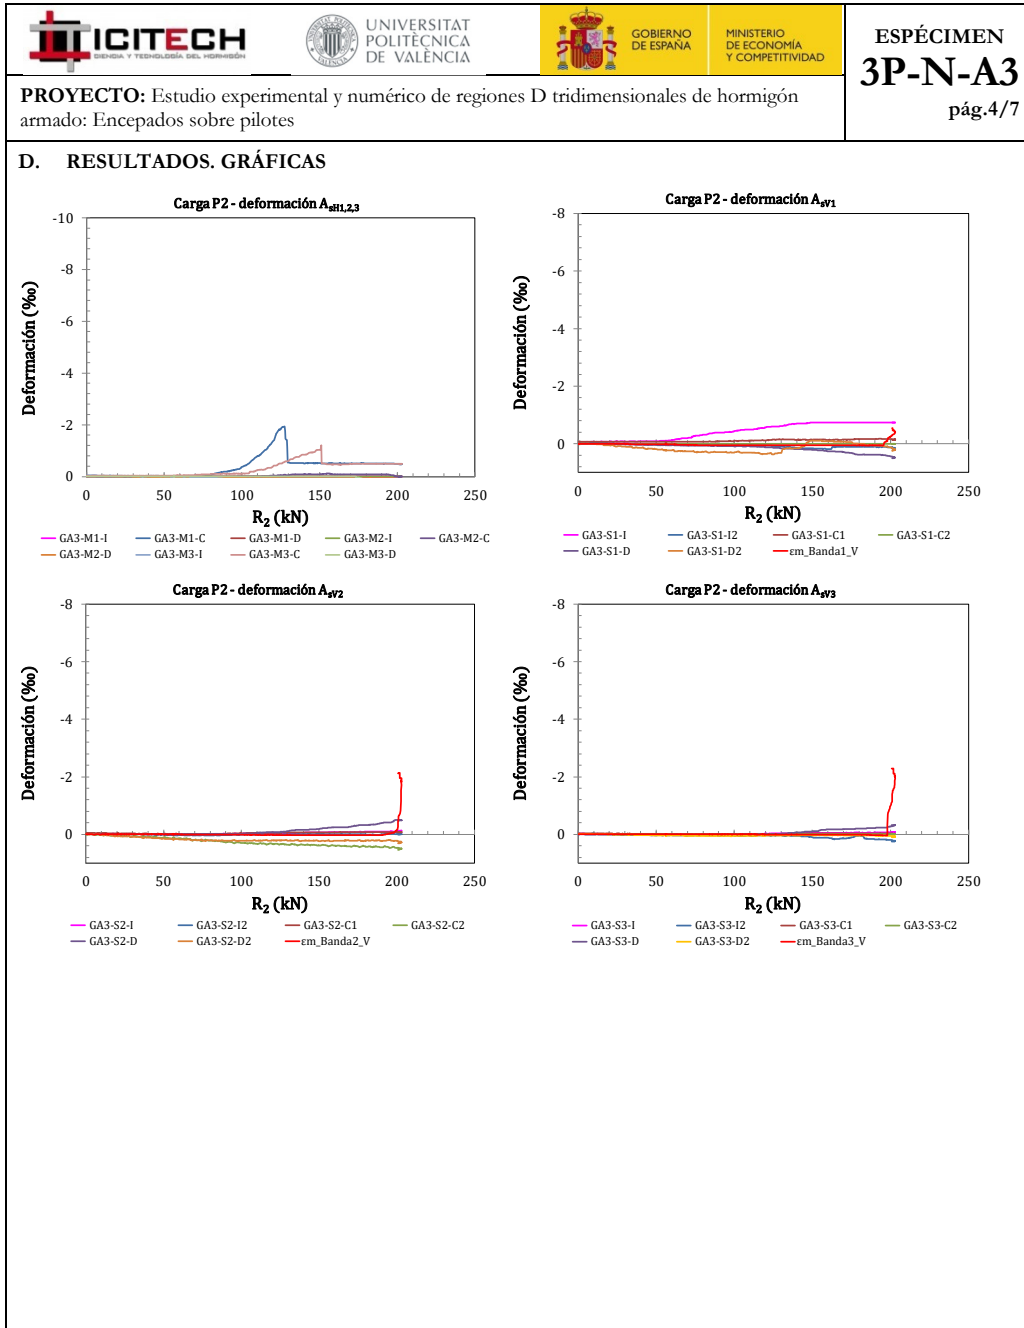 ICITECH
CIENCIA Y TECNOLOGÍA DEL HORMIGÓN
UNIVERSITAT
POLITÈCNICA
DE VALÈNCIA
GOBIERNO
DE ESPAÑA
MINISTERIO
DE ECONOMÍA
Y COMPETITIVIDAD
ESPÉCIMEN
3P-N-A3
pág.4/7
PROYECTO: Estudio experimental y numérico de regiones D tridimensionales de hormigón
armado: Encepados sobre pilotes
D. RESULTADOS. GRÁFICAS
Carga P2 - deformación AsH1,2,3
Deformación (‰)
-10
-8
-6
-4
-2
0
0 50 100 150 200 250
R2 (kN)
GA3-M1-I GA3-M1-C GA3-M1-D GA3-M2-I GA3-M2-C
GA3-M2-D GA3-M3-I GA3-M3-C GA3-M3-D
Carga P2 - deformación AsV1
Deformación (‰)
-8
-6
-4
-2
0
0 50 100 150 200 250
R2 (kN)
GA3-S1-I GA3-S1-I2 GA3-S1-C1 GA3-S1-C2
GA3-S1-D GA3-S1-D2 εm_Banda1_V
Carga P2 - deformación AsV2
Deformación (‰)
-8
-6
-4
-2
0
0 50 100 150 200 250
R2 (kN)
GA3-S2-I GA3-S2-I2 GA3-S2-C1 GA3-S2-C2
GA3-S2-D GA3-S2-D2 εm_Banda2_V
Carga P2 - deformación AsV3
Deformación (‰)
-8
-6
-4
-2
0
0 50 100 150 200 250
R2 (kN)
GA3-S3-I GA3-S3-I2 GA3-S3-C1 GA3-S3-C2
GA3-S3-D GA3-S3-D2 εm_Banda3_V